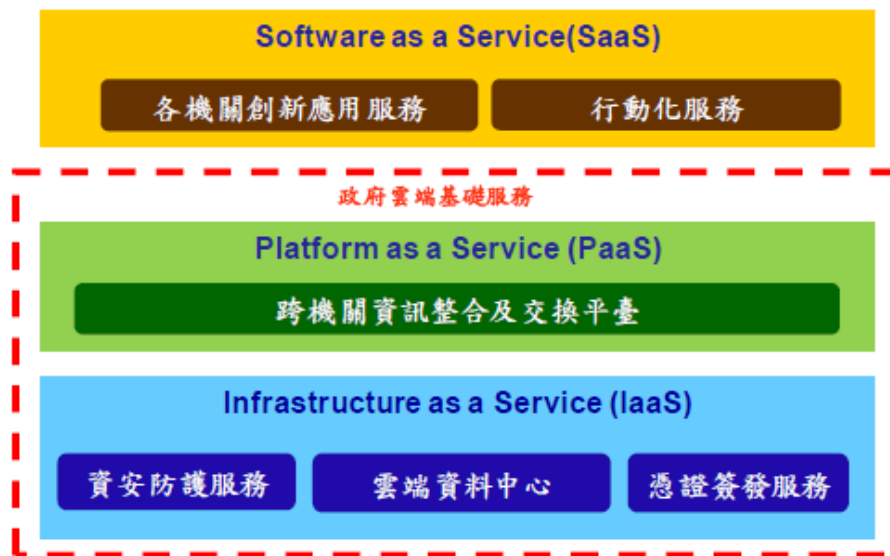 Software as a Service(SaaS)
各機關創新應用服務
行動化服務
政府雲端基礎服務
Platform as a Service (PaaS)
跨機關資訊整合及交換平臺
Infrastructure as a Service (IaaS)
資安防護服務
雲端資料中心
憑證簽發服務